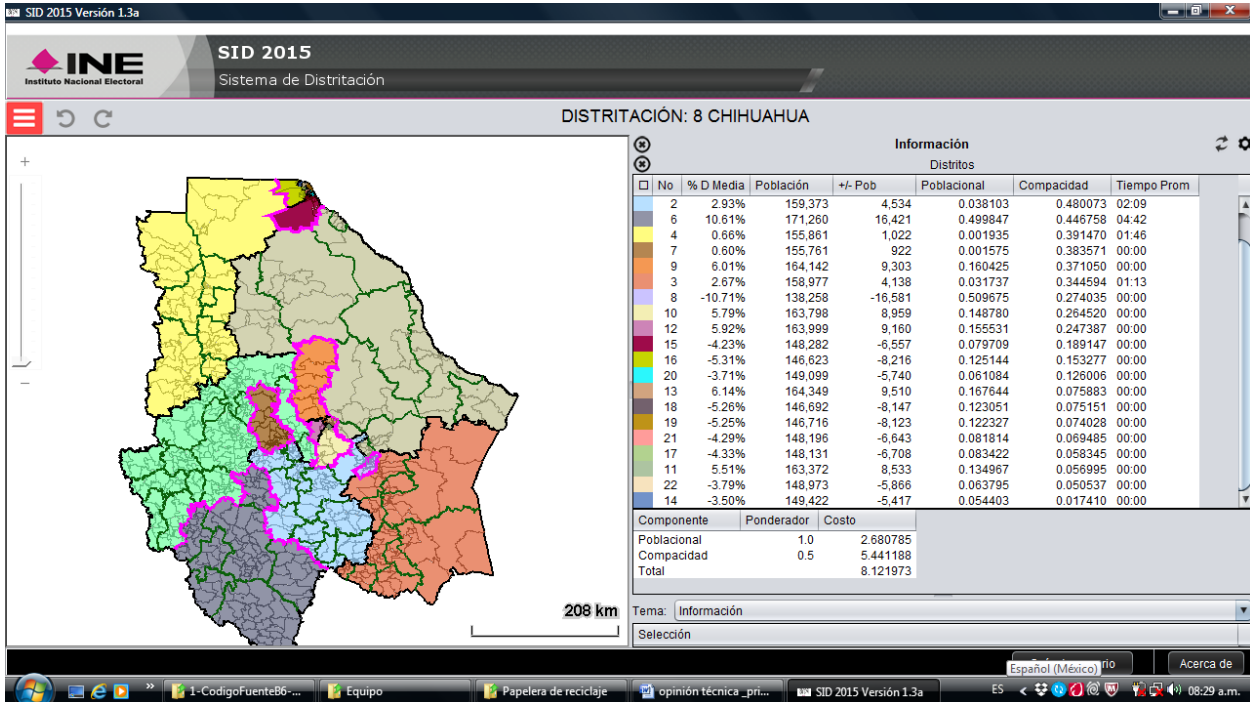 SID 2015 Versión 1.3a
INE
Instituto Nacional Electoral
SID 2015
Sistema de Distritación
DISTRITACIÓN: 8 CHIHUAHUA
Información
Distritos
No % D Media Población +/- Pob Poblacional Compacidad Tiempo Prom
2 2.93% 159,373 4,534 0.038103 0.480073 02:09
6 10.61% 171,260 16,421 0.499847 0.446758 04:42
4 0.66% 155,861 1,022 0.001935 0.391470 01:46
7 0.60% 155,761 922 0.001575 0.383571 00:00
9 6.01% 164,142 9,303 0.160425 0.371050 00:00
3 2.67% 158,977 4,138 0.031737 0.344594 01:13
8 -10.71% 138,258 -16,581 0.509675 0.274035 00:00
10 5.79% 163,798 8,959 0.148780 0.264520 00:00
12 5.92% 163,999 9,160 0.155531 0.247387 00:00
15 -4.23% 148,282 -6,557 0.079709 0.189147 00:00
16 -5.31% 146,623 -8,216 0.125144 0.153277 00:00
20 -3.71% 149,099 -5,740 0.061084 0.126006 00:00
13 6.14% 164,349 9,510 0.167644 0.075883 00:00
18 -5.26% 146,692 -8,147 0.123051 0.075151 00:00
19 -5.25% 146,716 -8,123 0.122327 0.074028 00:00
21 -4.29% 148,196 -6,643 0.081814 0.069485 00:00
17 -4.33% 148,131 -6,708 0.083422 0.058345 00:00
11 5.51% 163,372 8,533 0.134967 0.056995 00:00
22 -3.79% 148,973 -5,866 0.063795 0.050537 00:00
14 -3.50% 149,422 -5,417 0.054403 0.017410 00:00
Componente Ponderador Costo
Poblacional 1.0 2.680785
Compacidad 0.5 5.441188
Total 8.121973
208 km
Tema: Información
Selección
Español (México)
Acerca de
1-CodigoFuenteB6-...
Equipo
Papelera de reciclaje
opinión técnica _pri...
SID 2015 Versión 1.3a
ES
08:29 a.m.